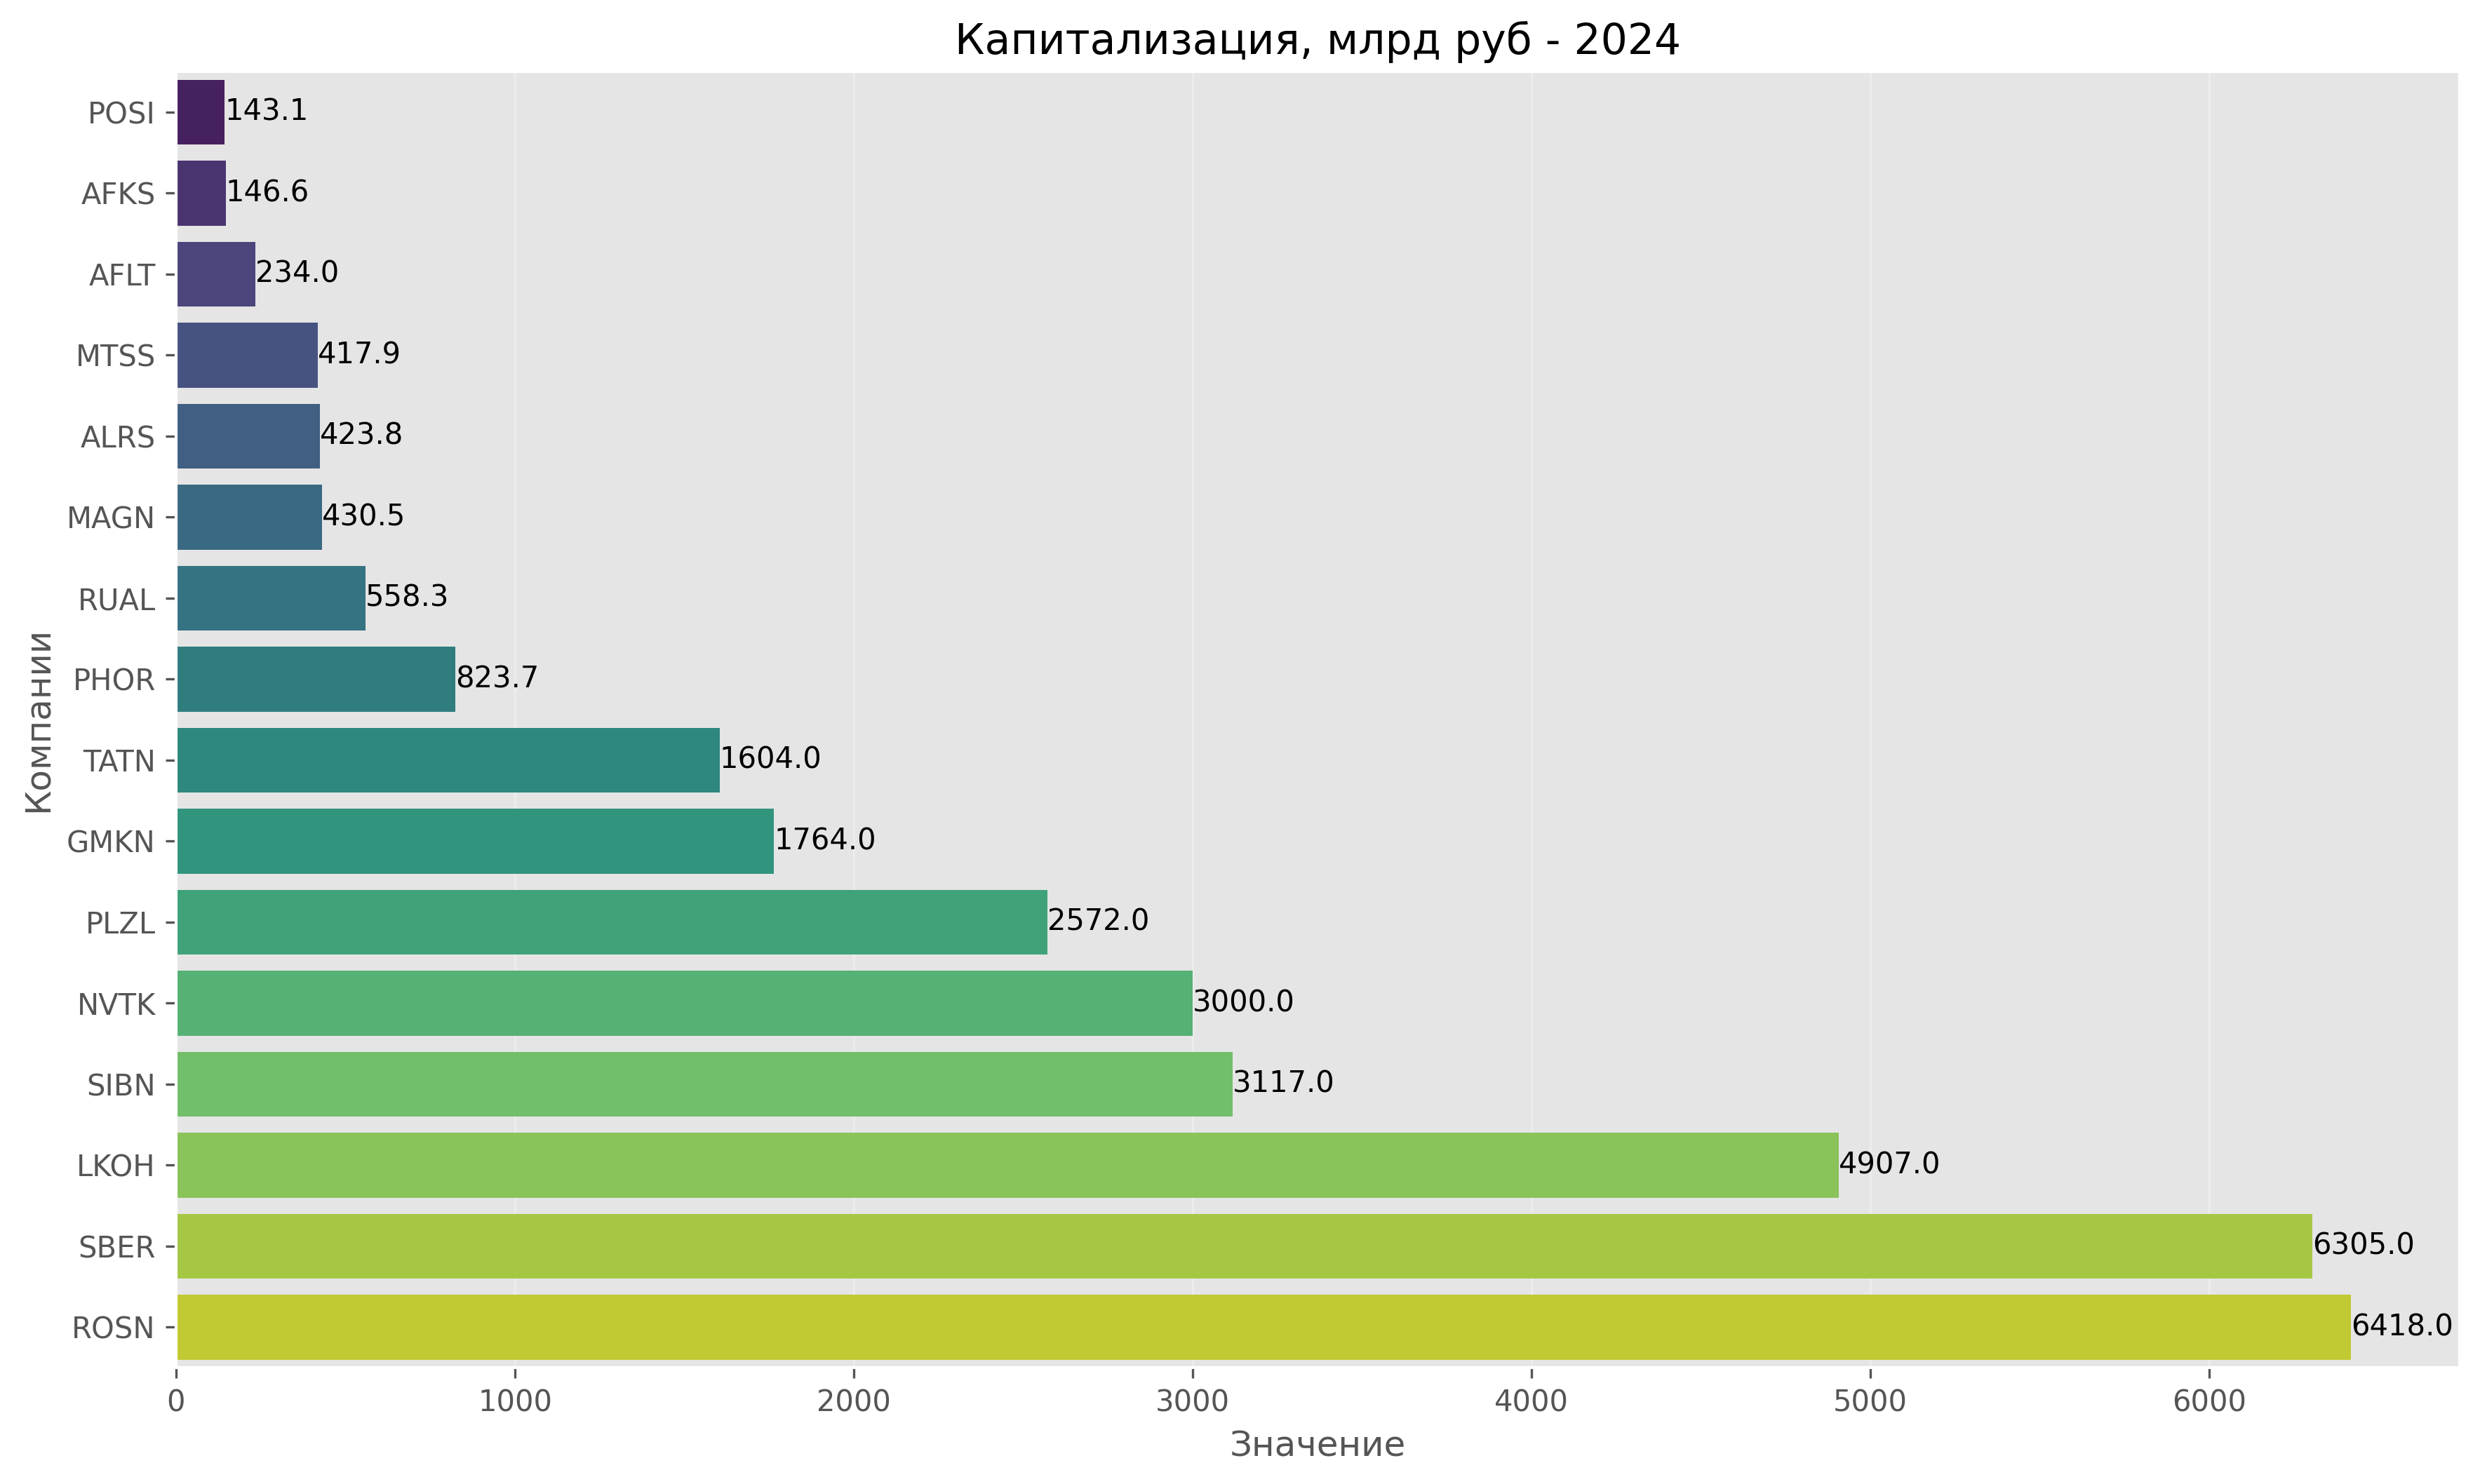 Капитализация, млрд руб - 2024
Компании
POSI 143.1
AFKS 146.6
AFLT 234.0
MTSS 417.9
ALRS 423.8
MAGN 430.5
RUAL 558.3
PHOR 823.7
TATN 1604.0
GMKN 1764.0
PLZL 2572.0
NVTK 3000.0
SIBN 3117.0
LKOH 4907.0
SBER 6305.0
ROSN 6418.0
0 1000 2000 3000 4000 5000 6000
Значение